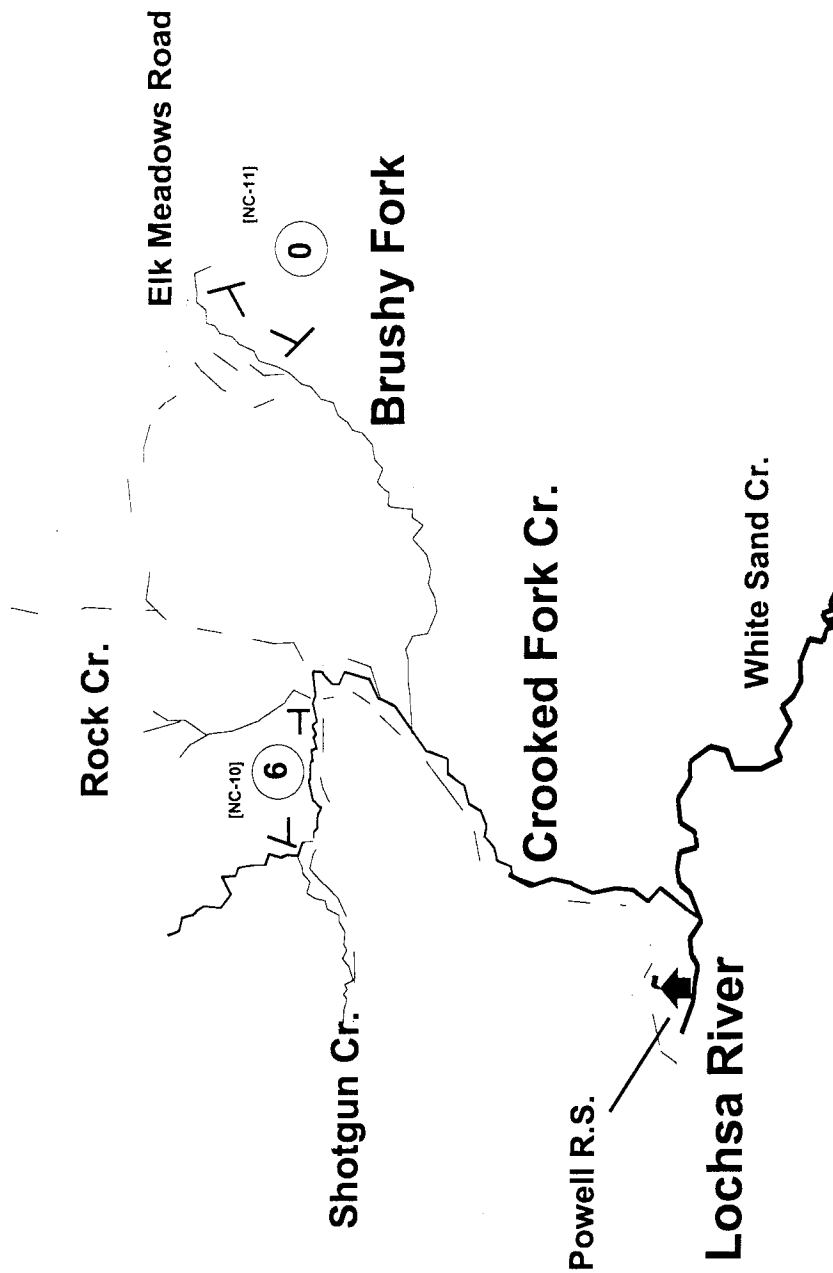 Elk Meadows Road
[NC-11]
0
Brushy Fork
Rock Cr.
[NC-10]
6
Crooked Fork Cr.
White Sand Cr.
Shotgun Cr.
Powell R.S.
Lochsa River